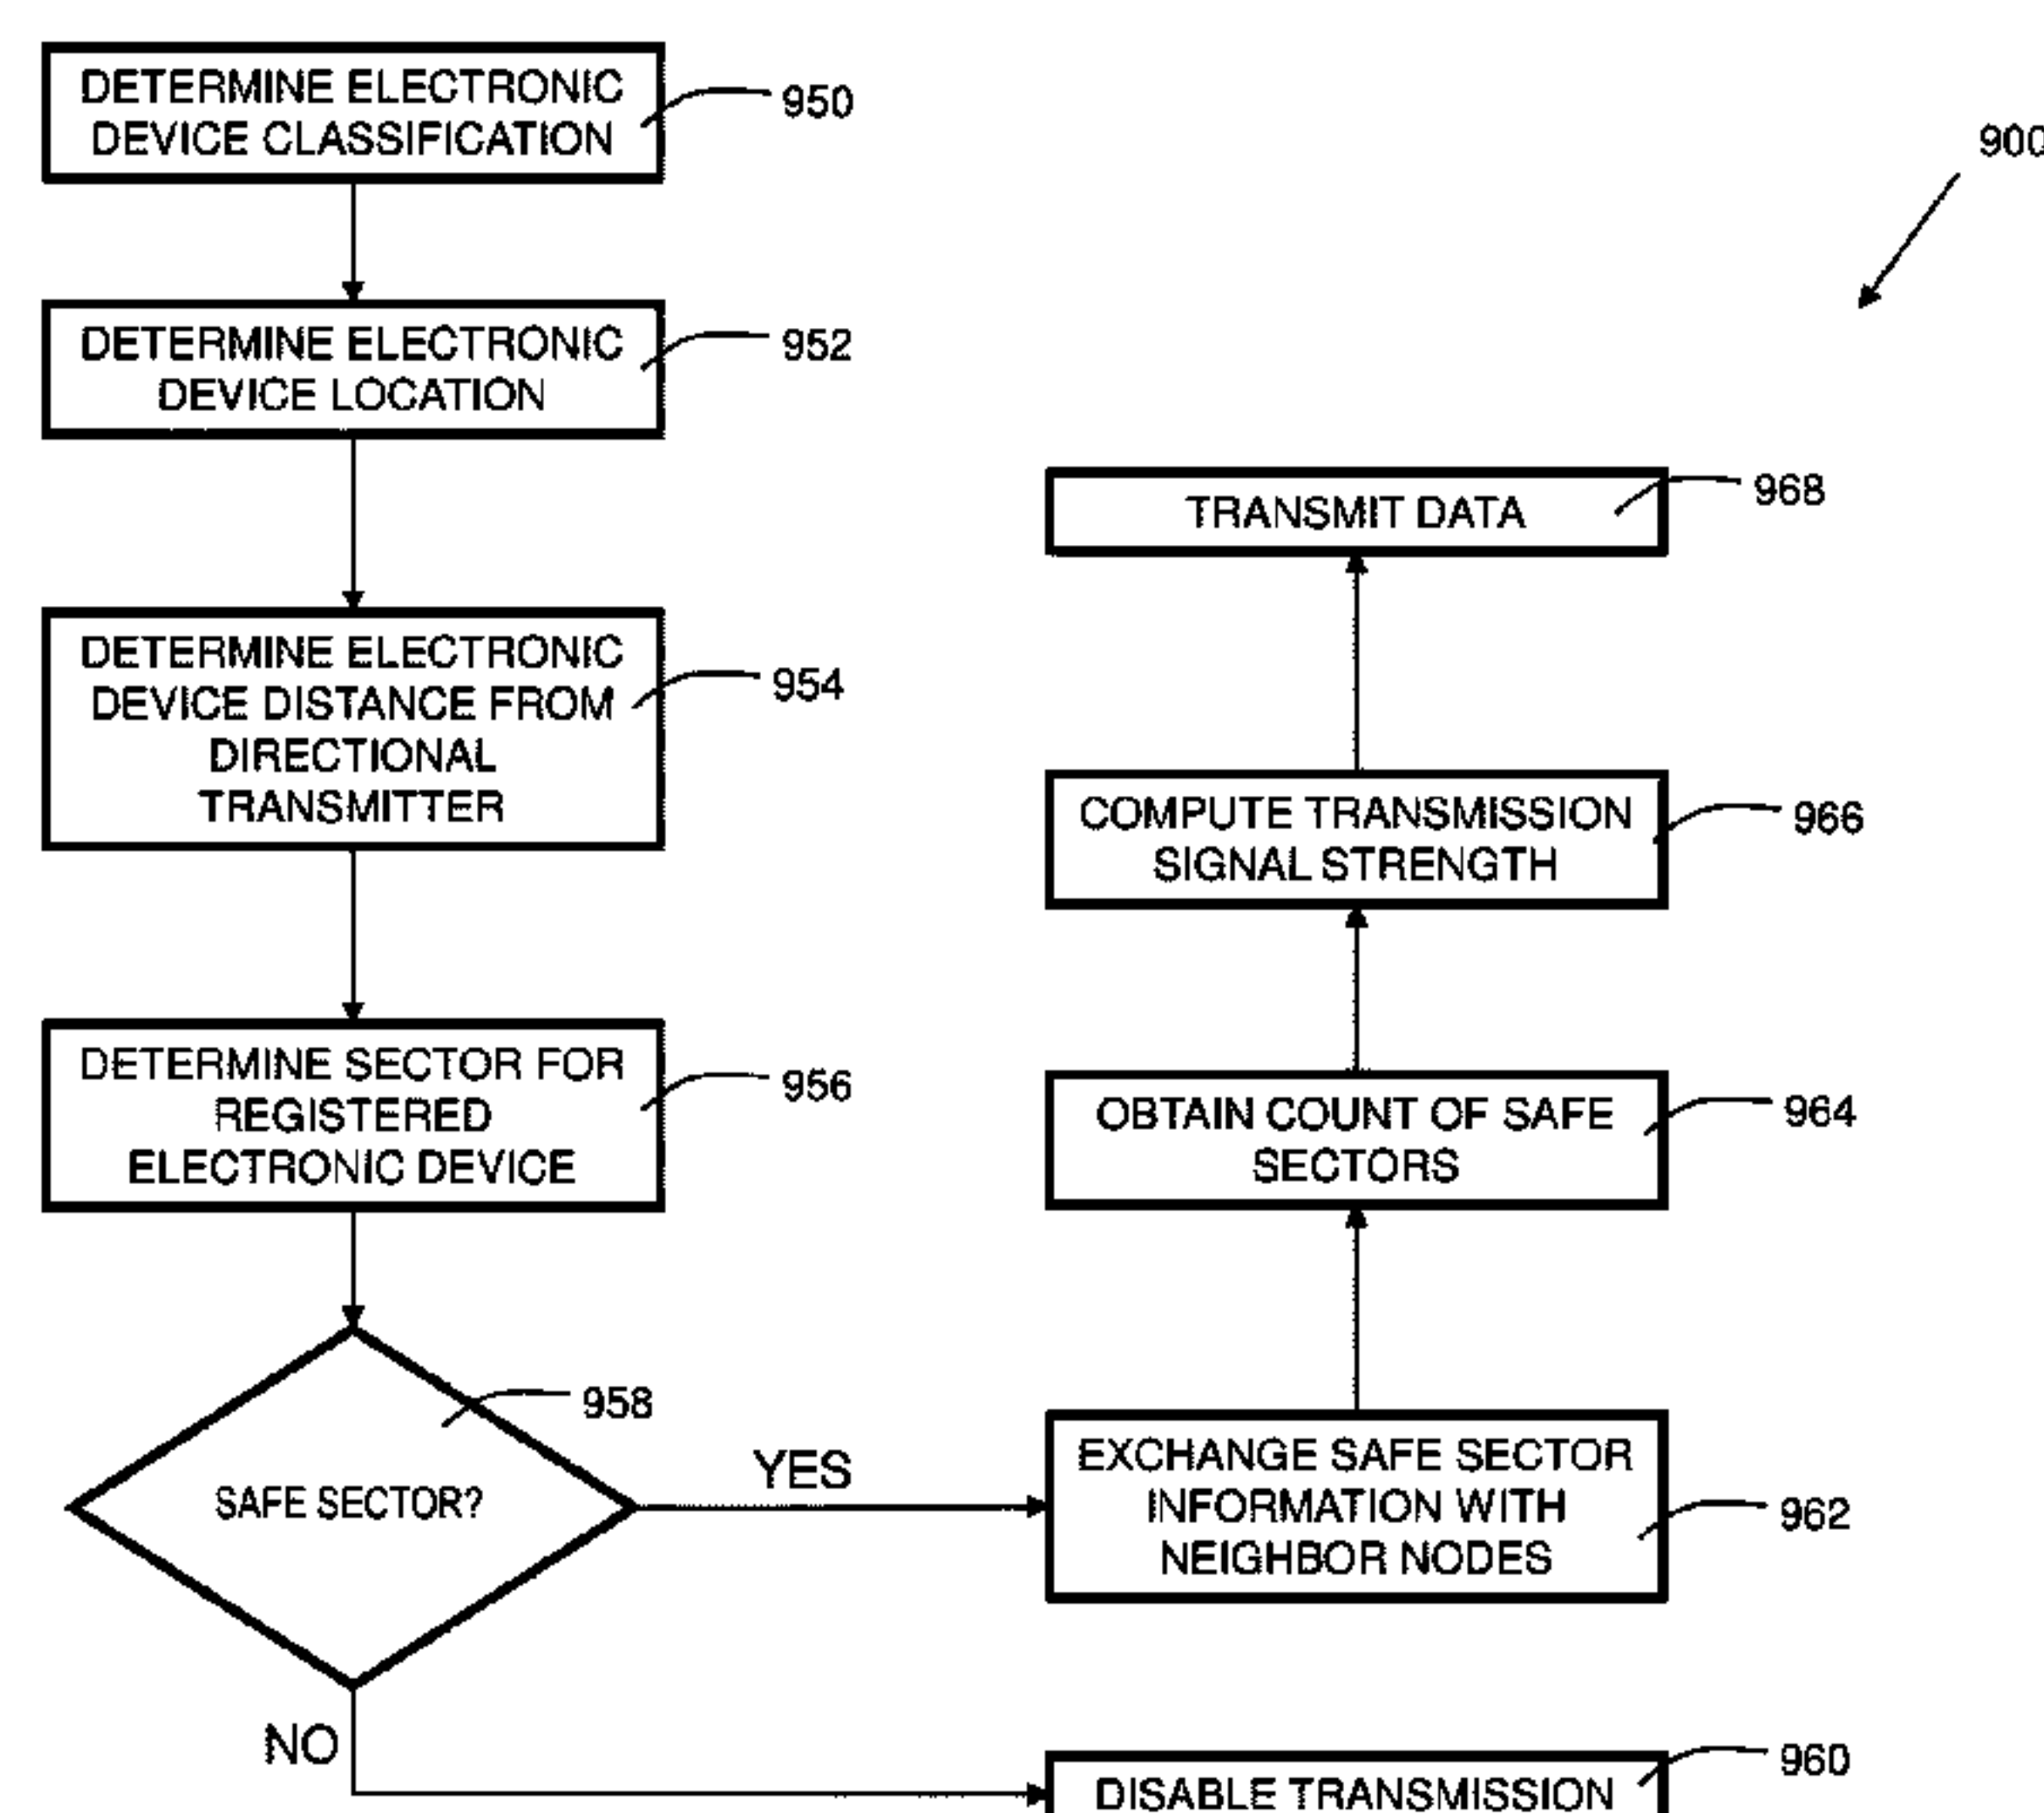 DETERMINE ELECTRONIC
DEVICE CLASSIFICATION
950
900
DETERMINE ELECTRONIC
DEVICE LOCATION
952
DETERMINE ELECTRONIC
DEVICE DISTANCE FROM
DIRECTIONAL
TRANSMITTER
954
DETERMINE SECTOR FOR
REGISTERED
ELECTRONIC DEVICE
956
SAFE SECTOR?
958
YES
NO
TRANSMIT DATA
968
COMPUTE TRANSMISSION
SIGNAL STRENGTH
966
OBTAIN COUNT OF SAFE
SECTORS
964
EXCHANGE SAFE SECTOR
INFORMATION WITH
NEIGHBOR NODES
962
DISABLE TRANSMISSION
960